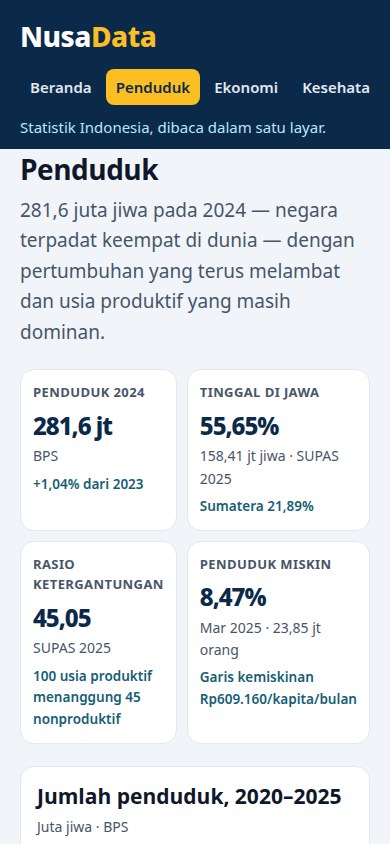 NusaData
Beranda Penduduk Ekonomi Kesehata
Statistik Indonesia, dibaca dalam satu layar.
Penduduk
281,6 juta jiwa pada 2024 — negara
terpadat keempat di dunia — dengan
pertumbuhan yang terus melambat
dan usia produktif yang masih
dominan.
PENDUDUK 2024
281,6 jt
BPS
+1,04% dari 2023
TINGGAL DI JAWA
55,65%
158,41 jt jiwa · SUPAS
2025
Sumatera 21,89%
RASIO
KETERGANTUNGAN
45,05
SUPAS 2025
100 usia produktif
menanggung 45
nonproduktif
PENDUDUK MISKIN
8,47%
Mar 2025 · 23,85 jt
orang
Garis kemiskinan
Rp609.160/kapita/bulan
Jumlah penduduk, 2020–2025
Juta jiwa · BPS